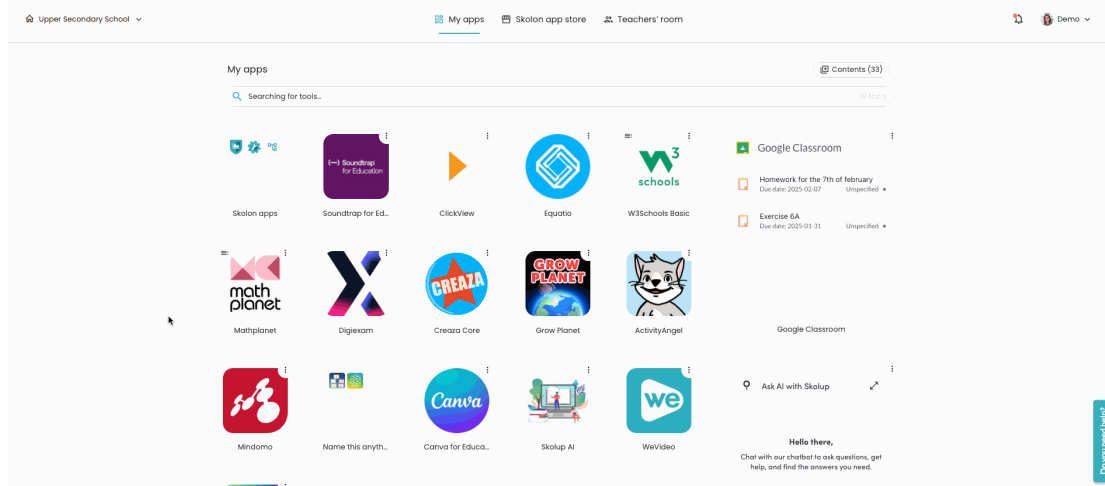 Upper Secondary School
My apps
Skolon app store
Teachers' room
Demo
My apps
Contents (33)
Searching for tools...
(—) Soundtrap
for Education
W3
schools
Google Classroom
Homework for the 7th of february
Due date: 2025-02-07
Unspecified
Exercise 6A
Due date: 2025-01-31
Unspecified
Skolon apps
Soundtrap for Ed...
ClickView
Equatio
W3Schools Basic
math
planet
CREAZA
GROW
PLANET
Mathplanet
Digiexam
Creaza Core
Grow Planet
ActivityAngel
Google Classroom
Canva
we
Ask AI with Skolup
Mindomo
Name this anyth...
Canva for Educa...
Skolup AI
WeVideo
Hello there,
Chat with our chatbot to ask questions, get
help, and find the answers you need.
Do you need help?